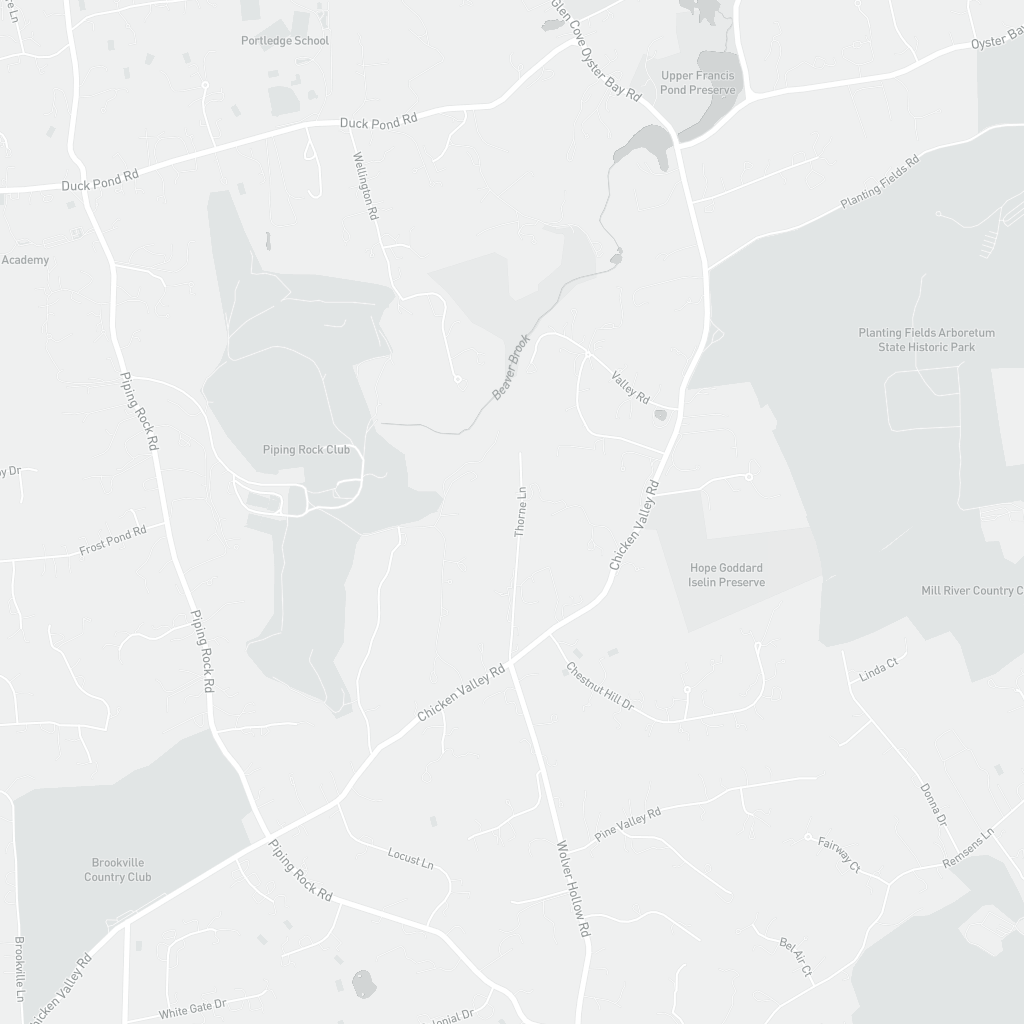 Glen Cove Oyster Bay Rd
Portledge School
Oyster Bay
Upper Francis
Pond Preserve
Duck Pond Rd
Duck Pond Rd
Wellington Rd
Planting Fields Rd
Academy
Planting Fields Arboretum
State Historic Park
Beaver Brook
Valley Rd
Piping Rock Rd
Piping Rock Club
Dr
Thorne Ln
Chicken Valley Rd
Frost Pond Rd
Hope Goddard
Iselin Preserve
Mill River Country C
Piping Rock Rd
Chicken Valley Rd
Chestnut Hill Dr
Linda Ct
Donna Dr
Pine Valley Rd
Fairway Ct
Remsens Ln
Brookville
Country Club
Piping Rock Rd
Locust Ln
Wolver Hollow Rd
Bel Air Ct
Brookville Ln
Chicken Valley Rd
White Gate Dr
onial Dr